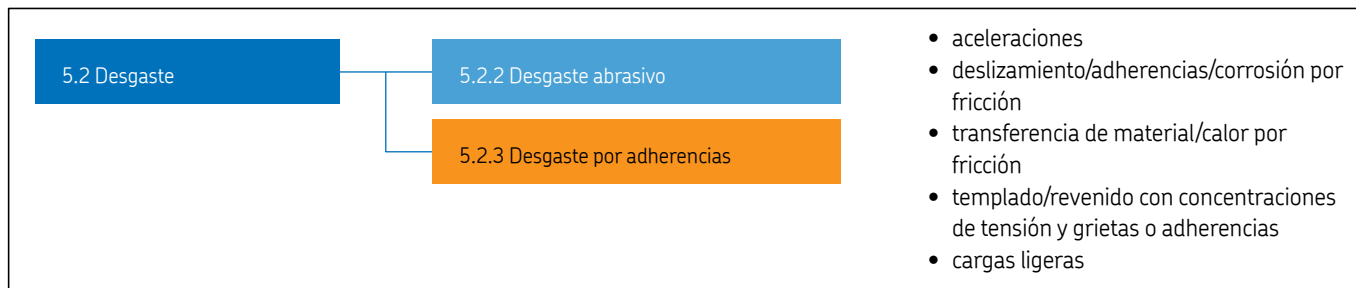 5.2 Desgaste
5.2.2 Desgaste abrasivo
5.2.3 Desgaste por adherencias
• aceleraciones
• deslizamiento/adherencias/corrosión por
fricción
• transferencia de material/calor por
fricción
• templado/revenido con concentraciones
de tensión y grietas o adherencias
• cargas ligeras